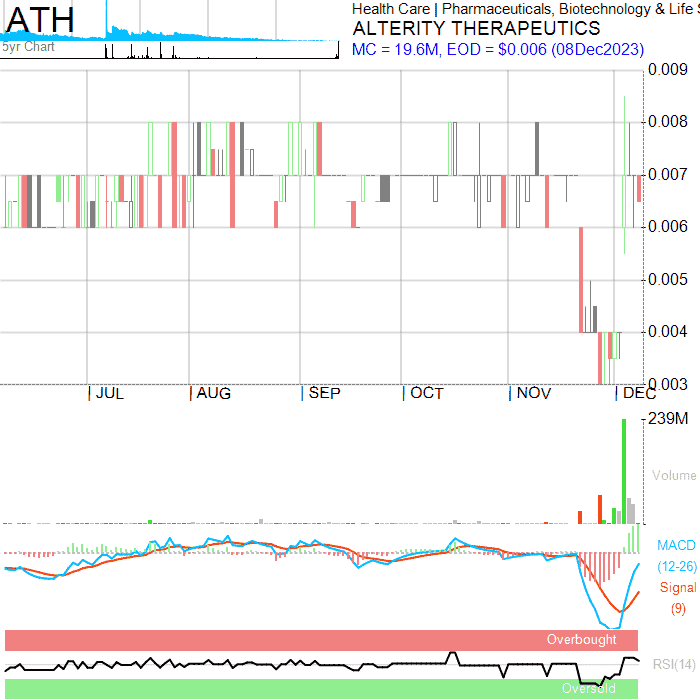 ATH
5yr Chart
Health Care | Pharmaceuticals, Biotechnology & Life S
ALTERITY THERAPEUTICS
MC = 19.6M, EOD = $0.006 (08Dec2023)
0.009
0.008
0.007
0.006
0.005
0.004
0.003
JUL AUG SEP OCT NOV DEC
239M
Volume
MACD
(12-26)
Signal
(9)
Overbought
RSI(14)
Oversold